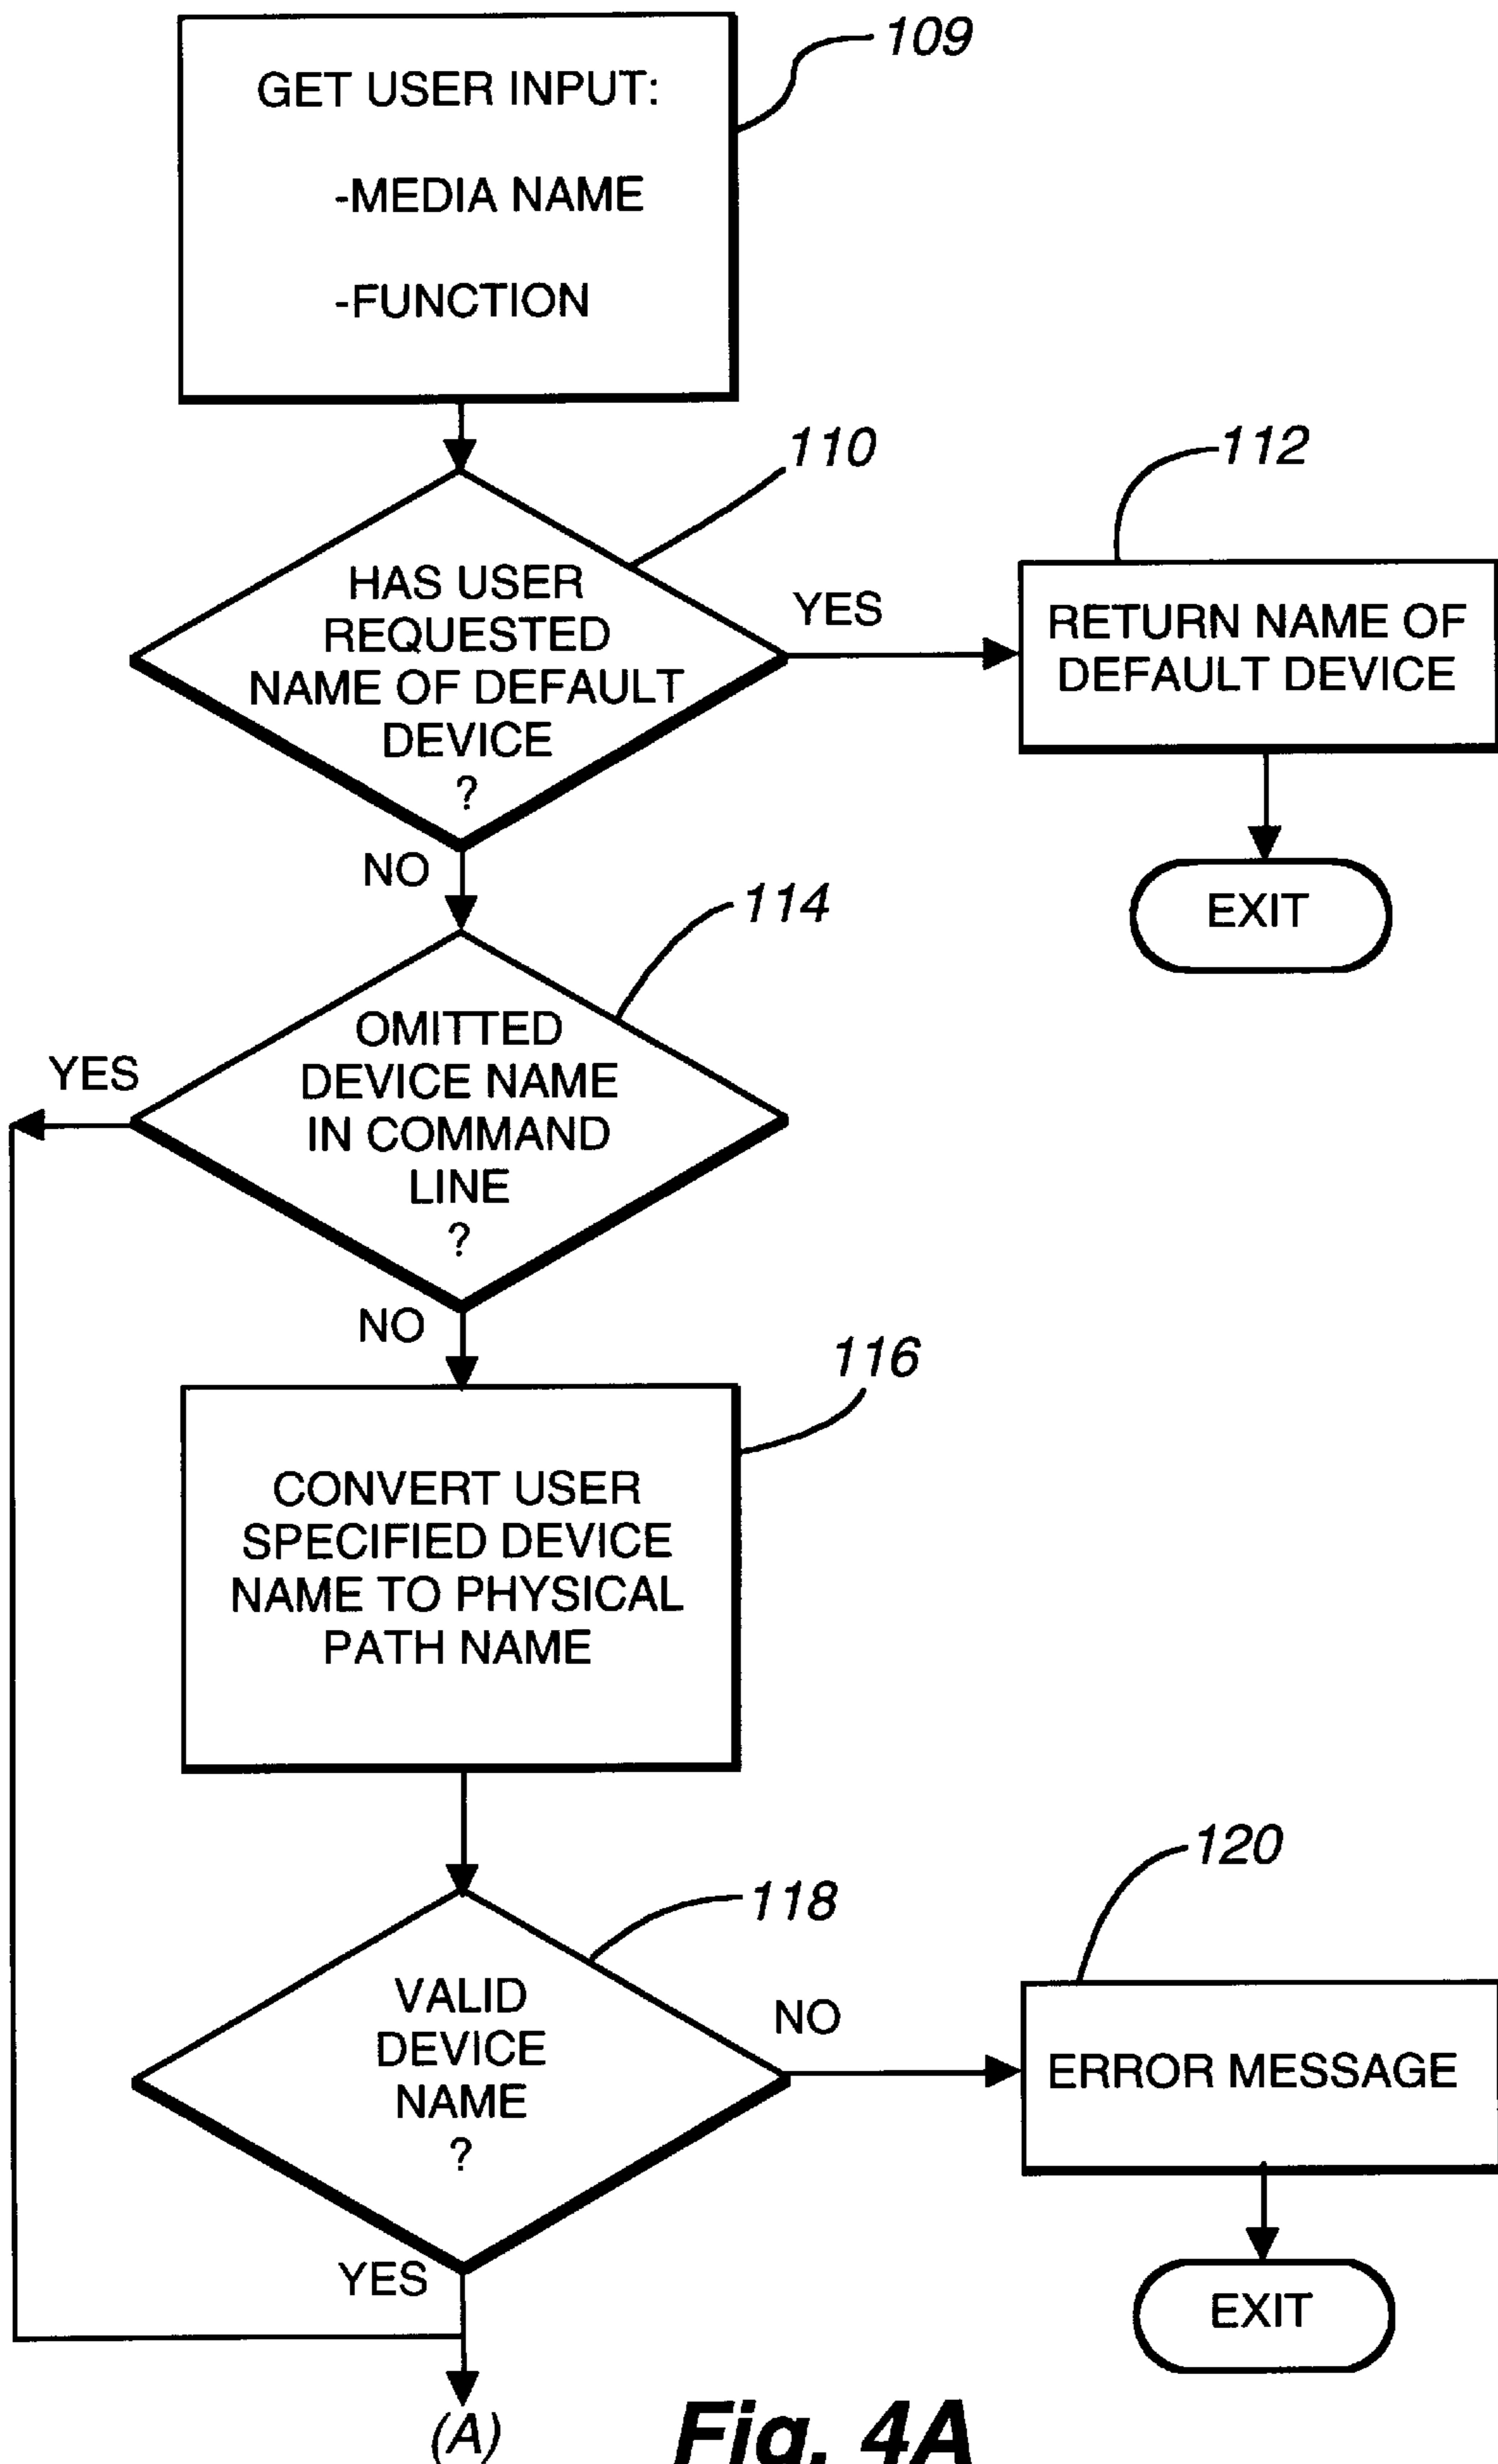 109
GET USER INPUT:
-MEDIA NAME
-FUNCTION
110
HAS USER
REQUESTED
NAME OF DEFAULT
DEVICE
?
YES
112
RETURN NAME OF
DEFAULT DEVICE
EXIT
NO
114
OMITTED
DEVICE NAME
IN COMMAND
LINE
?
YES
NO
116
CONVERT USER
SPECIFIED DEVICE
NAME TO PHYSICAL
PATH NAME
118
VALID
DEVICE
NAME
?
NO
120
ERROR MESSAGE
EXIT
YES
(A)
Fig. 4A